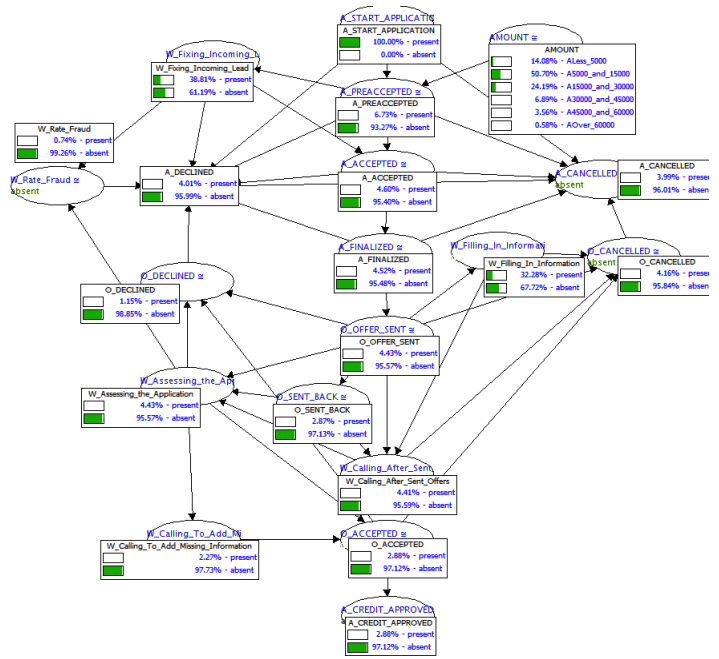 A_START_APPLICATIC
A_START_APPLICATION
100.00% - present
0.00% - absent
AMOUNT ≅
AMOUNT
14.08% - ALess_5000
50.70% - A5000_and_15000
24.19% - A15000_and_30000
6.89% - A30000_and_45000
3.56% - A45000_and_60000
0.58% - AOver_60000
W_Fixing_Incoming_L
W_Fixing_Incoming_Lead
38.81% - present
61.19% - absent
A_PREACCEPTED ≅
A_PREACCEPTED
6.73% - present
93.27% - absent
W_Rate_Fraud
0.74% - present
99.26% - absent
W_Rate_Fraud ≅
absent
A_DECLINED
4.01% - present
95.99% - absent
A_ACCEPTED ≅
A_ACCEPTED
4.60% - present
95.40% - absent
A_CANCELLED
absent
A_CANCELLED
3.99% - present
96.01% - absent
A_FINALIZED ≅
A_FINALIZED
4.52% - present
95.48% - absent
W_Filling_In_Informati
W_Filling_In_Information
32.28% - present
67.72% - absent
O_CANCELLED ≅
absent
O_CANCELLED
4.16% - present
95.84% - absent
O_DECLINED ≅
O_DECLINED
1.15% - present
98.85% - absent
O_OFFER_SENT ≅
O_OFFER_SENT
4.43% - present
95.57% - absent
W_Assessing_the_Ap
W_Assessing_the_Application
4.43% - present
95.57% - absent
O_SENT_BACK ≅
O_SENT_BACK
2.87% - present
97.13% - absent
W_Calling_After_Sent
W_Calling_After_Sent_Offers
4.41% - present
95.59% - absent
W_Calling_To_Add_Mi
W_Calling_To_Add_Missing_Information
2.27% - present
97.73% - absent
O_ACCEPTED ≅
O_ACCEPTED
2.88% - present
97.12% - absent
A_CREDIT_APPROVED
A_CREDIT_APPROVED
2.88% - present
97.12% - absent